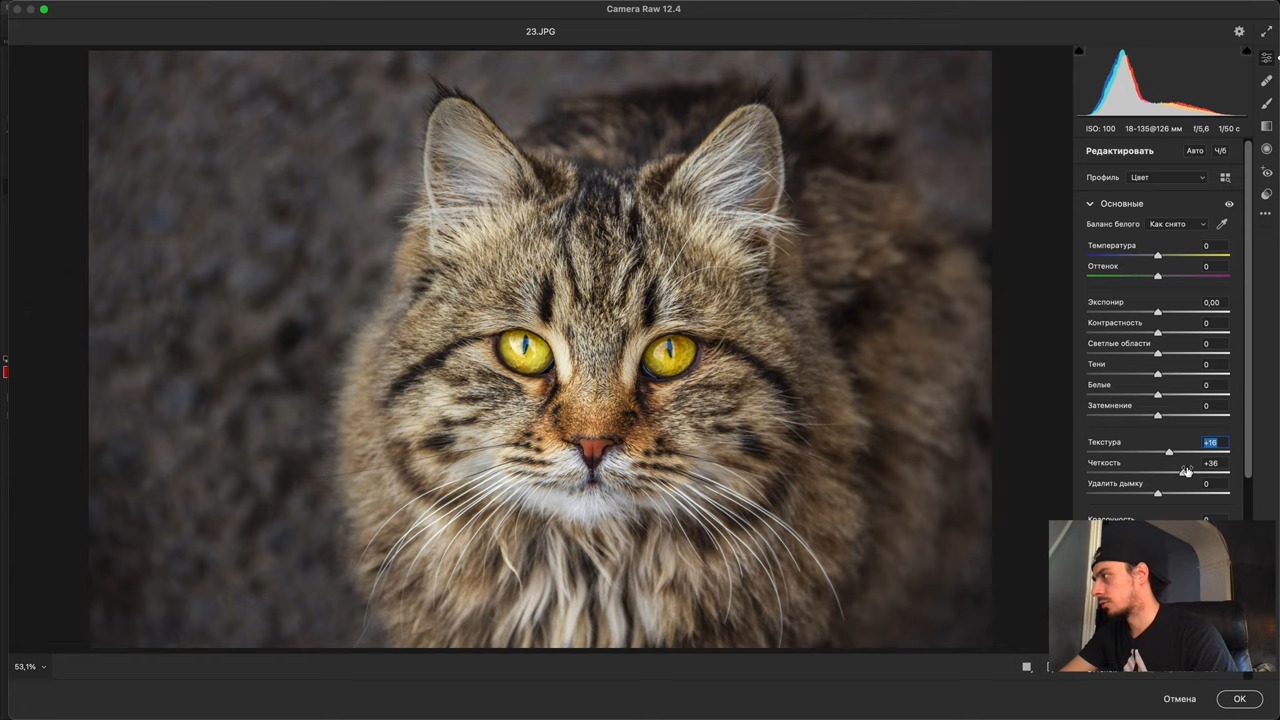 Camera Raw 12.4
23.JPG
ISO: 100 18-135@126 мм f/5,6 1/50 с
Редактировать Авто Ч/б
Профиль Цвет
Основные
Баланс белого Как снято
Температура 0
Оттенок 0
Экспонир 0,00
Контрастность 0
Светлые области 0
Тени 0
Белые 0
Затемнение 0
Текстура +16
Четкость +36
Удалить дымку 0
53,1%
Отмена OK